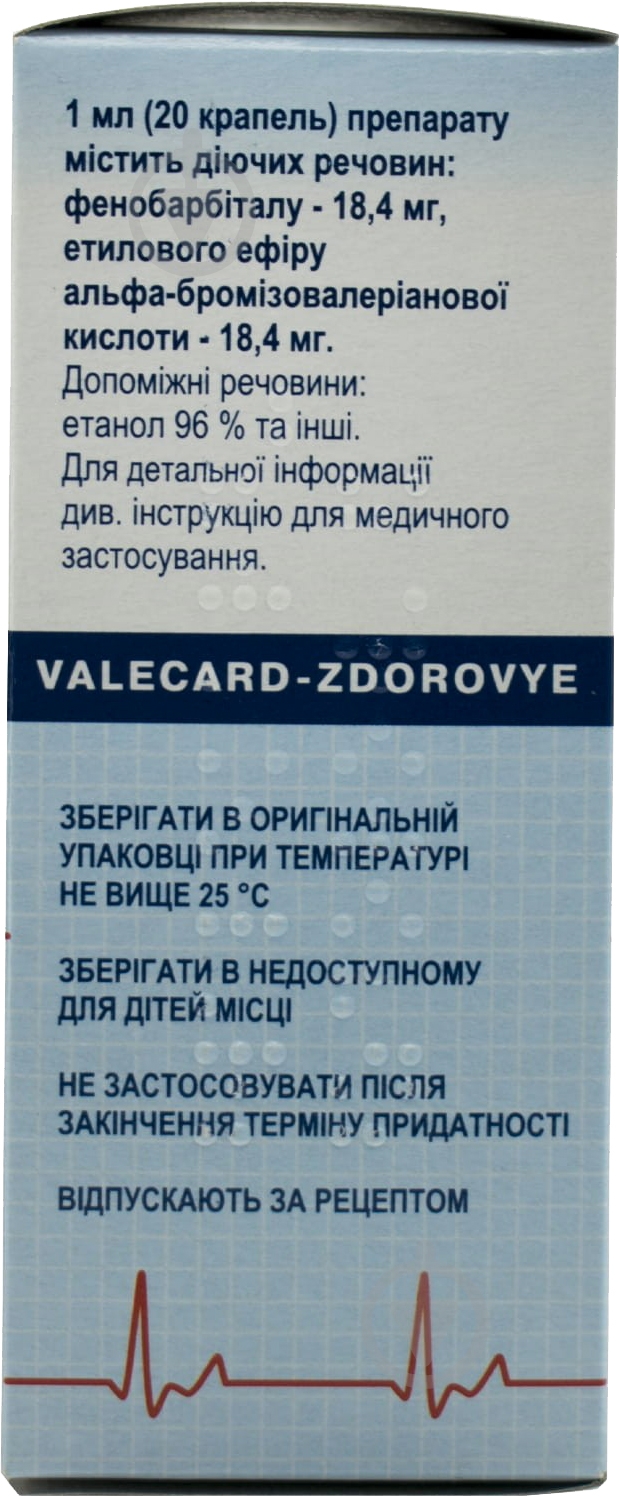 1 мл (20 крапель) препарату
містить діючих речовин:
фенобарбіталу - 18,4 мг,
етилового ефіру
альфа-бромізовалеріанової
кислоти - 18,4 мг.
Допоміжні речовини:
етанол 96 % та інші.
Для детальної інформації
див. інструкцію для медичного
застосування.
VALECARD-ZDOROVYE
ЗБЕРІГАТИ В ОРИГІНАЛЬНІЙ
УПАКОВЦІ ПРИ ТЕМПЕРАТУРІ
НЕ ВИЩЕ 25 °C
ЗБЕРІГАТИ В НЕДОСТУПНОМУ
ДЛЯ ДІТЕЙ МІСЦІ
НЕ ЗАСТОСОВУВАТИ ПІСЛЯ
ЗАКІНЧЕННЯ ТЕРМІНУ ПРИДАТНОСТІ
ВІДПУСКАЮТЬ ЗА РЕЦЕПТОМ